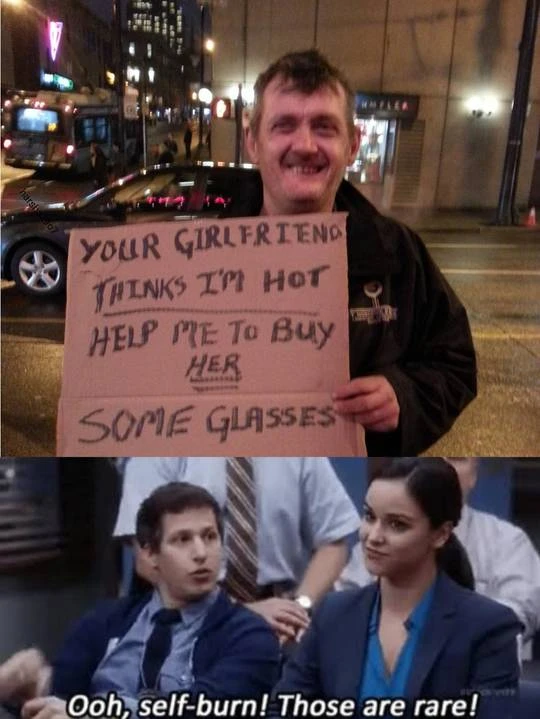 YOUR GIRLFRIEND
THINKS I'M HOT
HELP ME TO BUY
HER
SOME GLASSES
Ooh, self-burn! Those are rare!